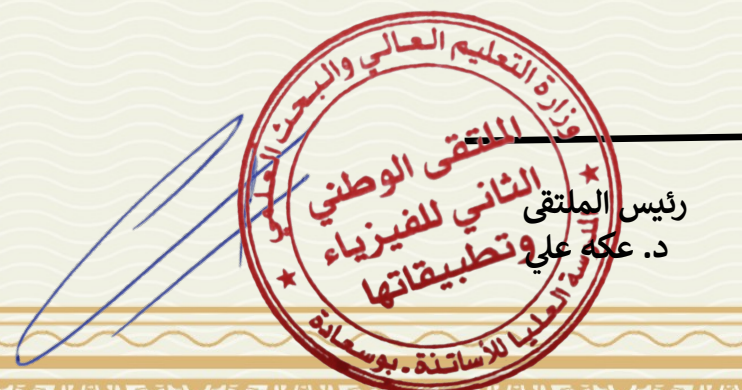 وزارة التعليم العالي والبحث العلمي
الملتقى الوطني
الثاني للفيزياء
وتطبيقاتها
المدرسة العليا للأساتذة - بوسعادة
رئيس الملتقى
د. عكه علي